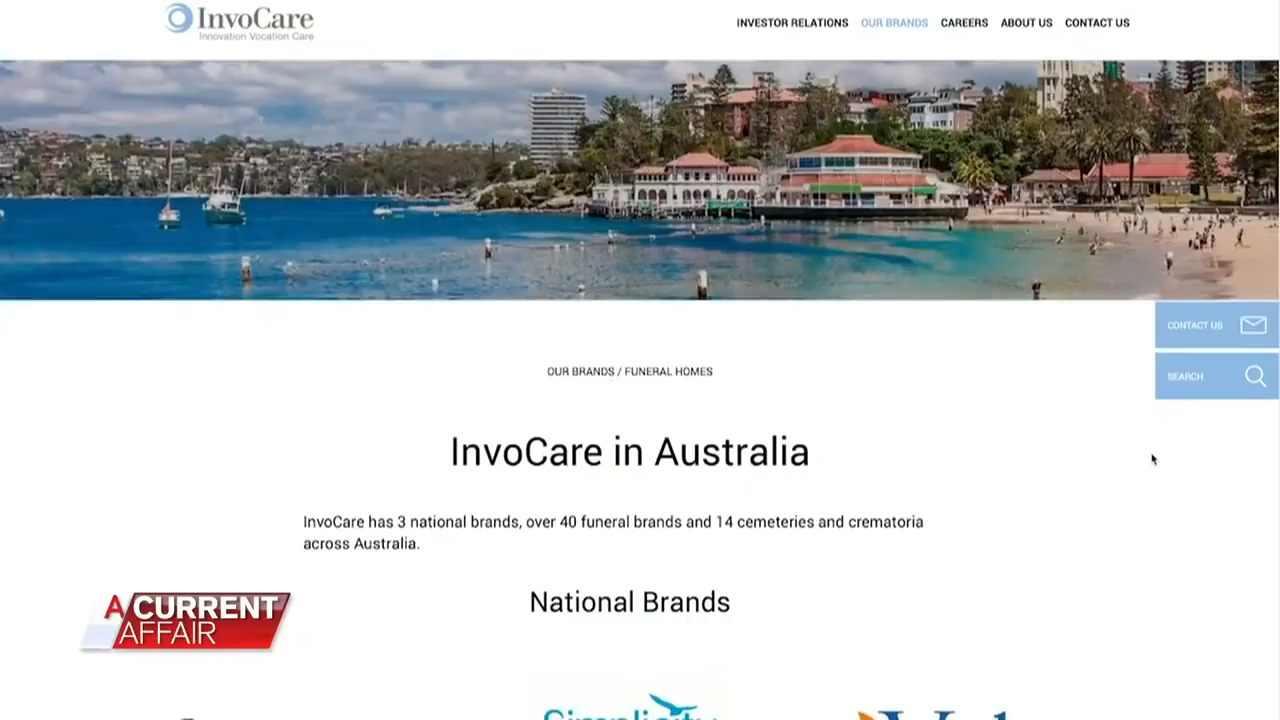 InvoCare
Innovation Vocation Care
INVESTOR RELATIONS OUR BRANDS CAREERS ABOUT US CONTACT US
CONTACT US
SEARCH
OUR BRANDS / FUNERAL HOMES
InvoCare in Australia
InvoCare has 3 national brands, over 40 funeral brands and 14 cemeteries and crematoria
across Australia.
National Brands
A CURRENT
AFFAIR
Simplicity